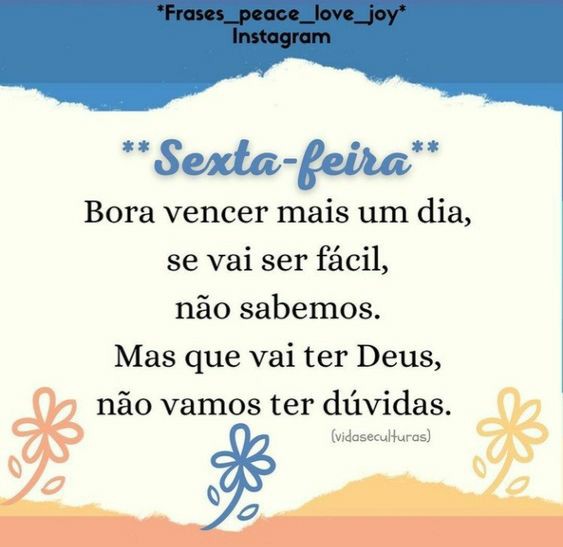 *Frases_peace_love_joy*
Instagram
**Sexta-feira**
Bora vencer mais um dia,
se vai ser fácil,
não sabemos.
Mas que vai ter Deus,
não vamos ter dúvidas.
(vidaseculturas)